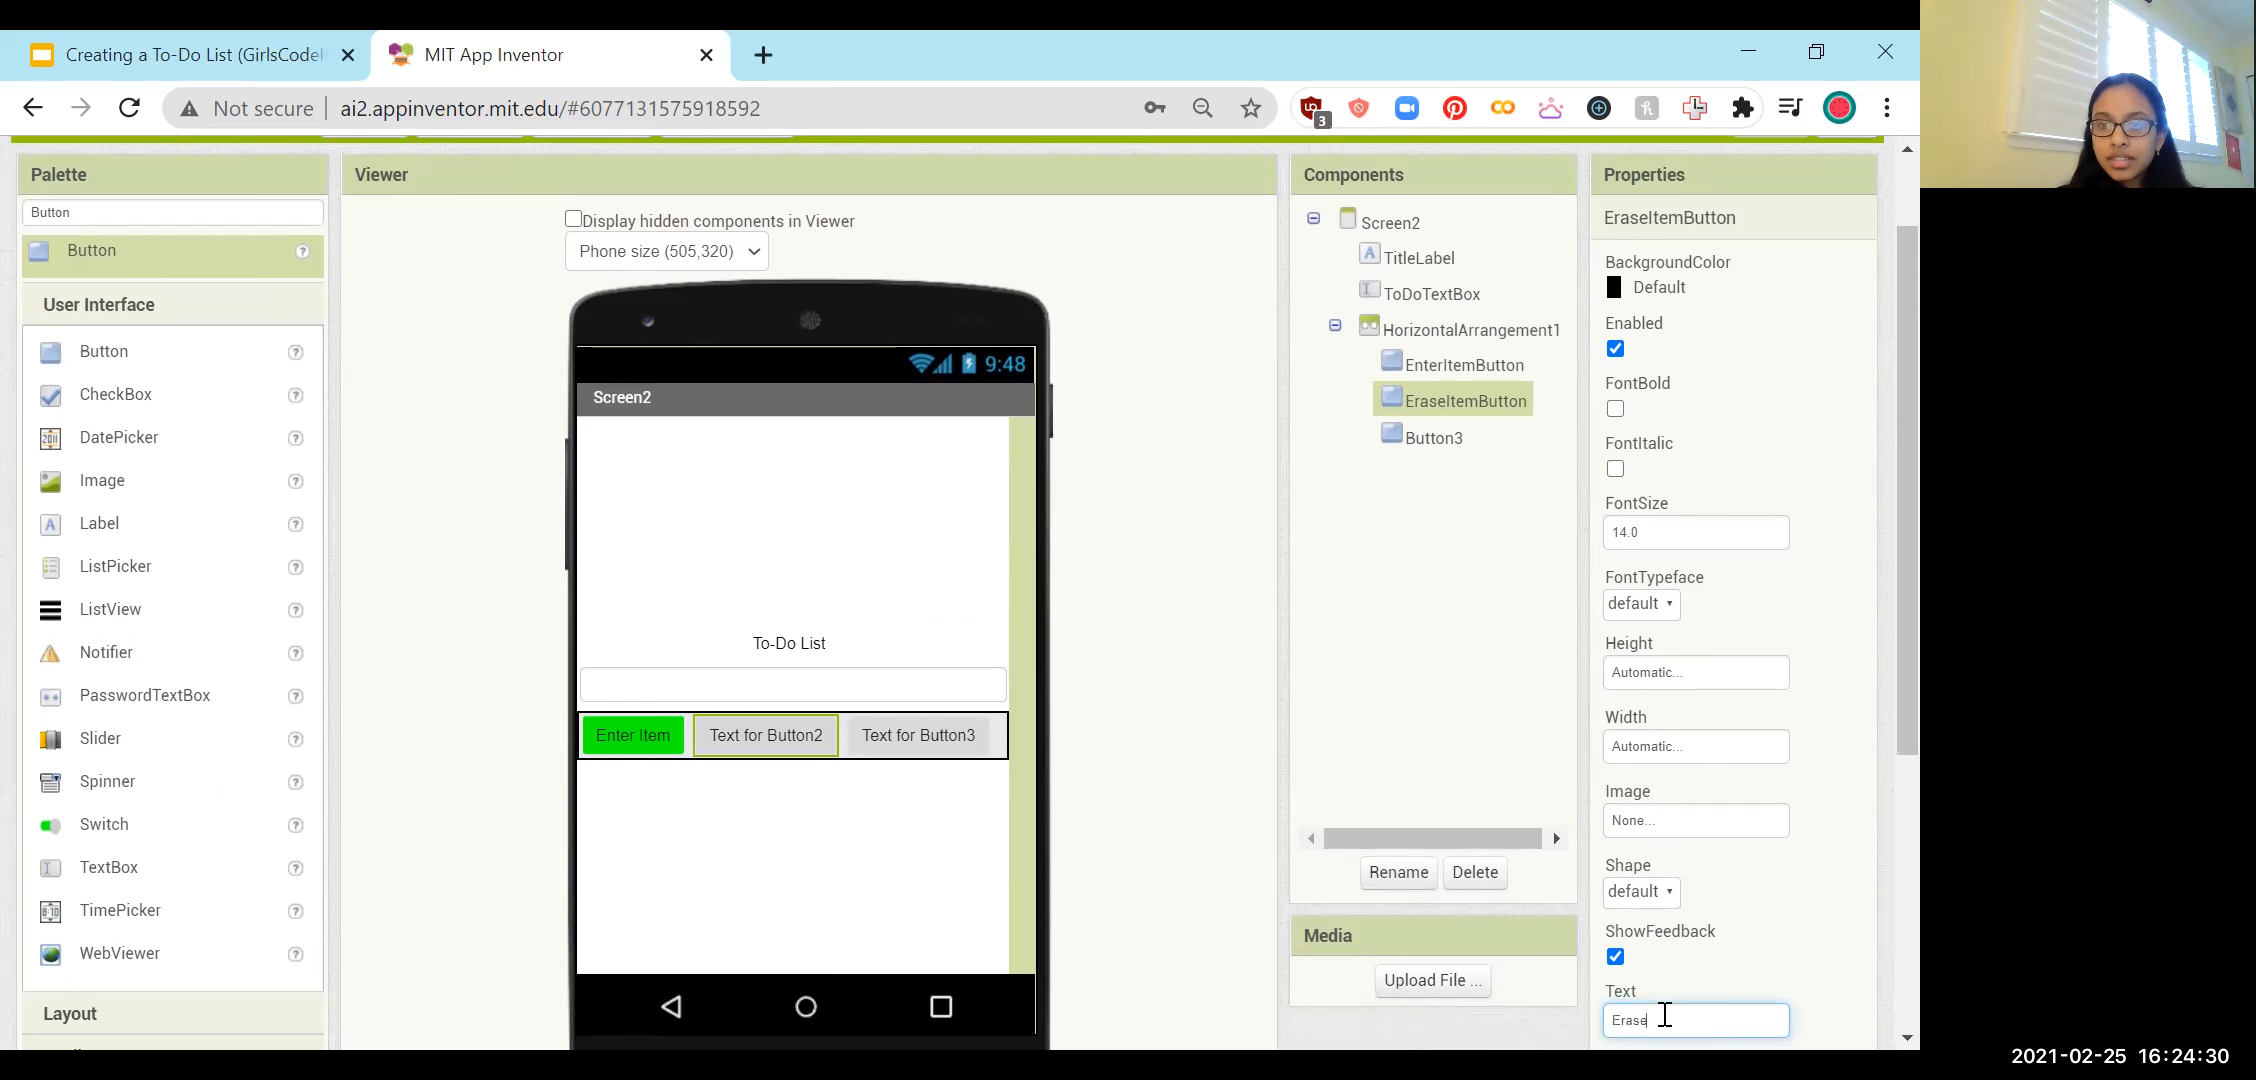 Creating a To-Do List (GirlsCodeI
MIT App Inventor
Not secure
ai2.appinventor.mit.edu/#6077131575918592
3
Palette
Button
Button
User Interface
Button
CheckBox
DatePicker
Image
Label
ListPicker
ListView
Notifier
PasswordTextBox
Slider
Spinner
Switch
TextBox
TimePicker
WebViewer
Layout
Viewer
Display hidden components in Viewer
Phone size (505,320)
9:48
Screen2
To-Do List
Enter Item
Text for Button2
Text for Button3
Components
Screen2
TitleLabel
ToDoTextBox
HorizontalArrangement1
EnterItemButton
EraseItemButton
Button3
Rename
Delete
Media
Upload File ...
Properties
EraseItemButton
BackgroundColor
Default
Enabled
FontBold
FontItalic
FontSize
14.0
FontTypeface
default
Height
Automatic...
Width
Automatic...
Image
None...
Shape
default
ShowFeedback
Text
Erase
2021-02-25 16:24:30